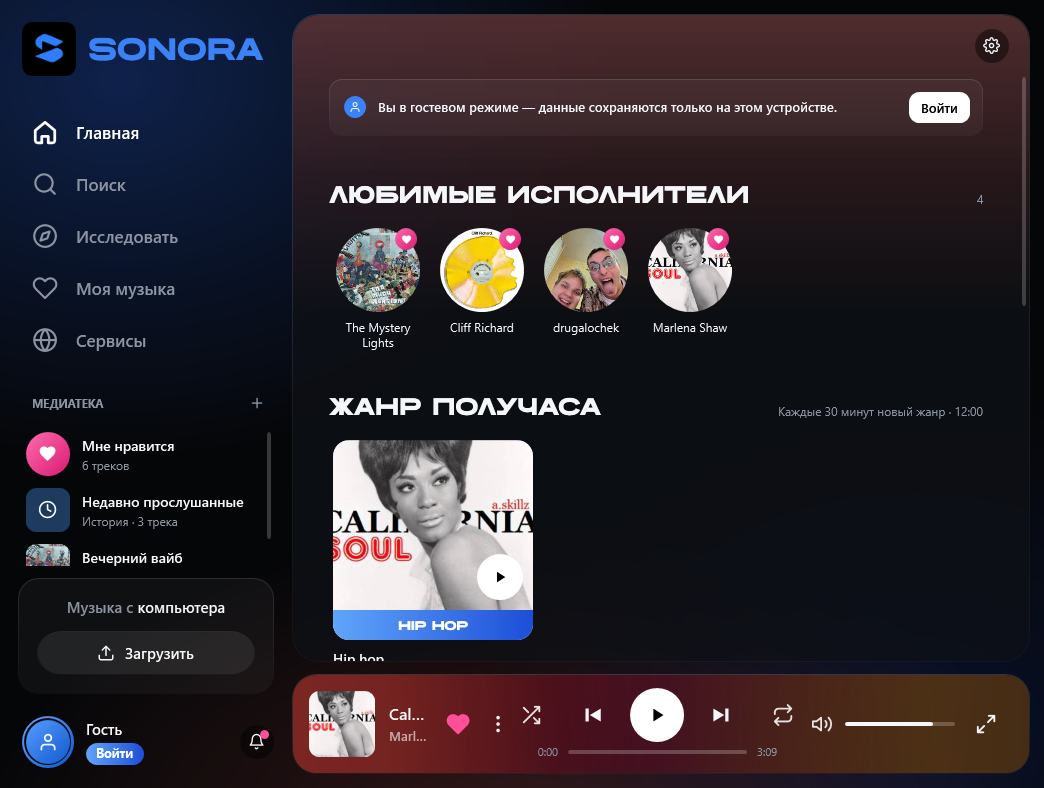 SONORA
Главная
Поиск
Исследовать
Моя музыка
Сервисы
МЕДИАТЕКА
Мне нравится
6 треков
Недавно прослушанные
История · 3 трека
Вечерний вайб
Музыка с компьютера
Загрузить
Гость
Войти
Вы в гостевом режиме — данные сохраняются только на этом устройстве.
Войти
ЛЮБИМЫЕ ИСПОЛНИТЕЛИ
4
Cliff Richard
The Mystery
Lights
Cliff Richard
drugalochek
Marlena Shaw
ЖАНР ПОЛУЧАСА
Каждые 30 минут новый жанр · 12:00
a.skillz
CALIFORNIA
SOUL
HIP HOP
Hip hop
Cal...
Marl...
0:00
3:09